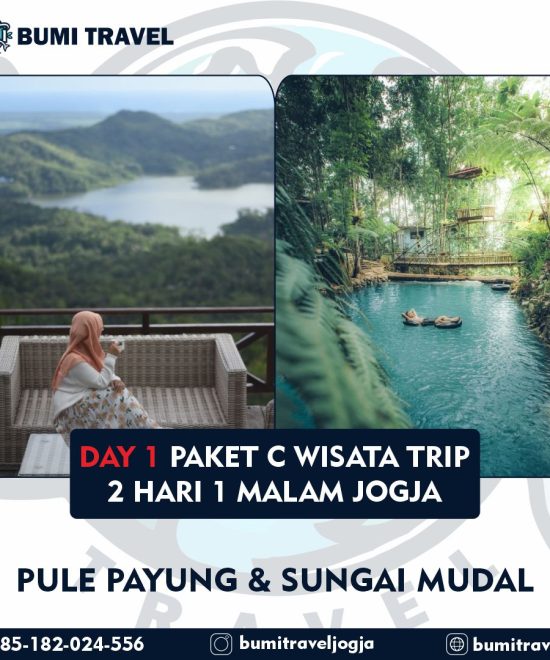 BUMI TRAVEL
DAY 1 PAKET C WISATA TRIP
2 HARI 1 MALAM JOGJA
PULE PAYUNG & SUNGAI MUDAL
TRAVEL
85-182-024-556
bumitraveljogja